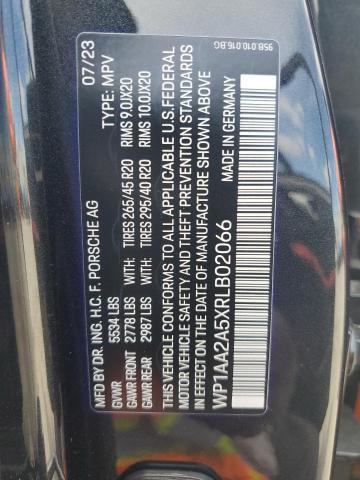 95B.010.016.BG
MFD BY DR. ING. H.C. F. PORSCHE AG 07/23
GVWR 5534 LBS TYPE: MPV
GAWR FRONT 2778 LBS WITH: TIRES 265/45 R20 RIMS 9.0JX20
GAWR REAR 2987 LBS WITH: TIRES 295/40 R20 RIMS 10.0JX20
THIS VEHICLE CONFORMS TO ALL APPLICABLE U.S.FEDERAL
MOTOR VEHICLE SAFETY AND THEFT PREVENTION STANDARDS
IN EFFECT ON THE DATE OF MANUFACTURE SHOWN ABOVE
WP1AA2A5XRLB02066 MADE IN GERMANY